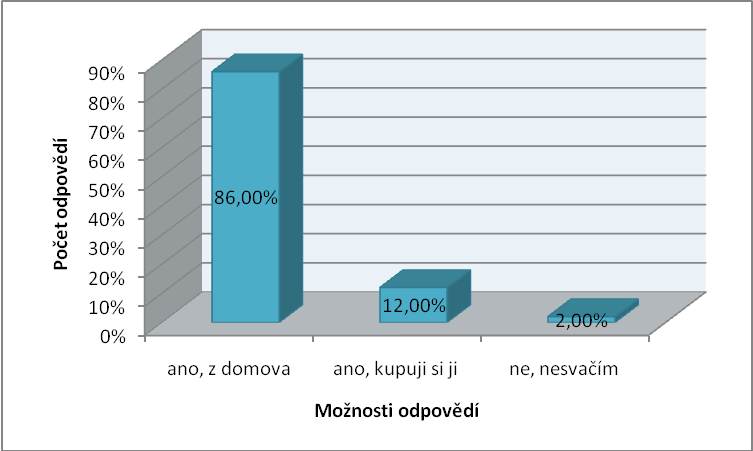 90%
80%
70%
60%
50%
40%
30%
20%
10%
0%
Počet odpovědí
86,00%
12,00%
2,00%
ano, z domova
ano, kupuji si ji
ne, nesvačím
Možnosti odpovědí